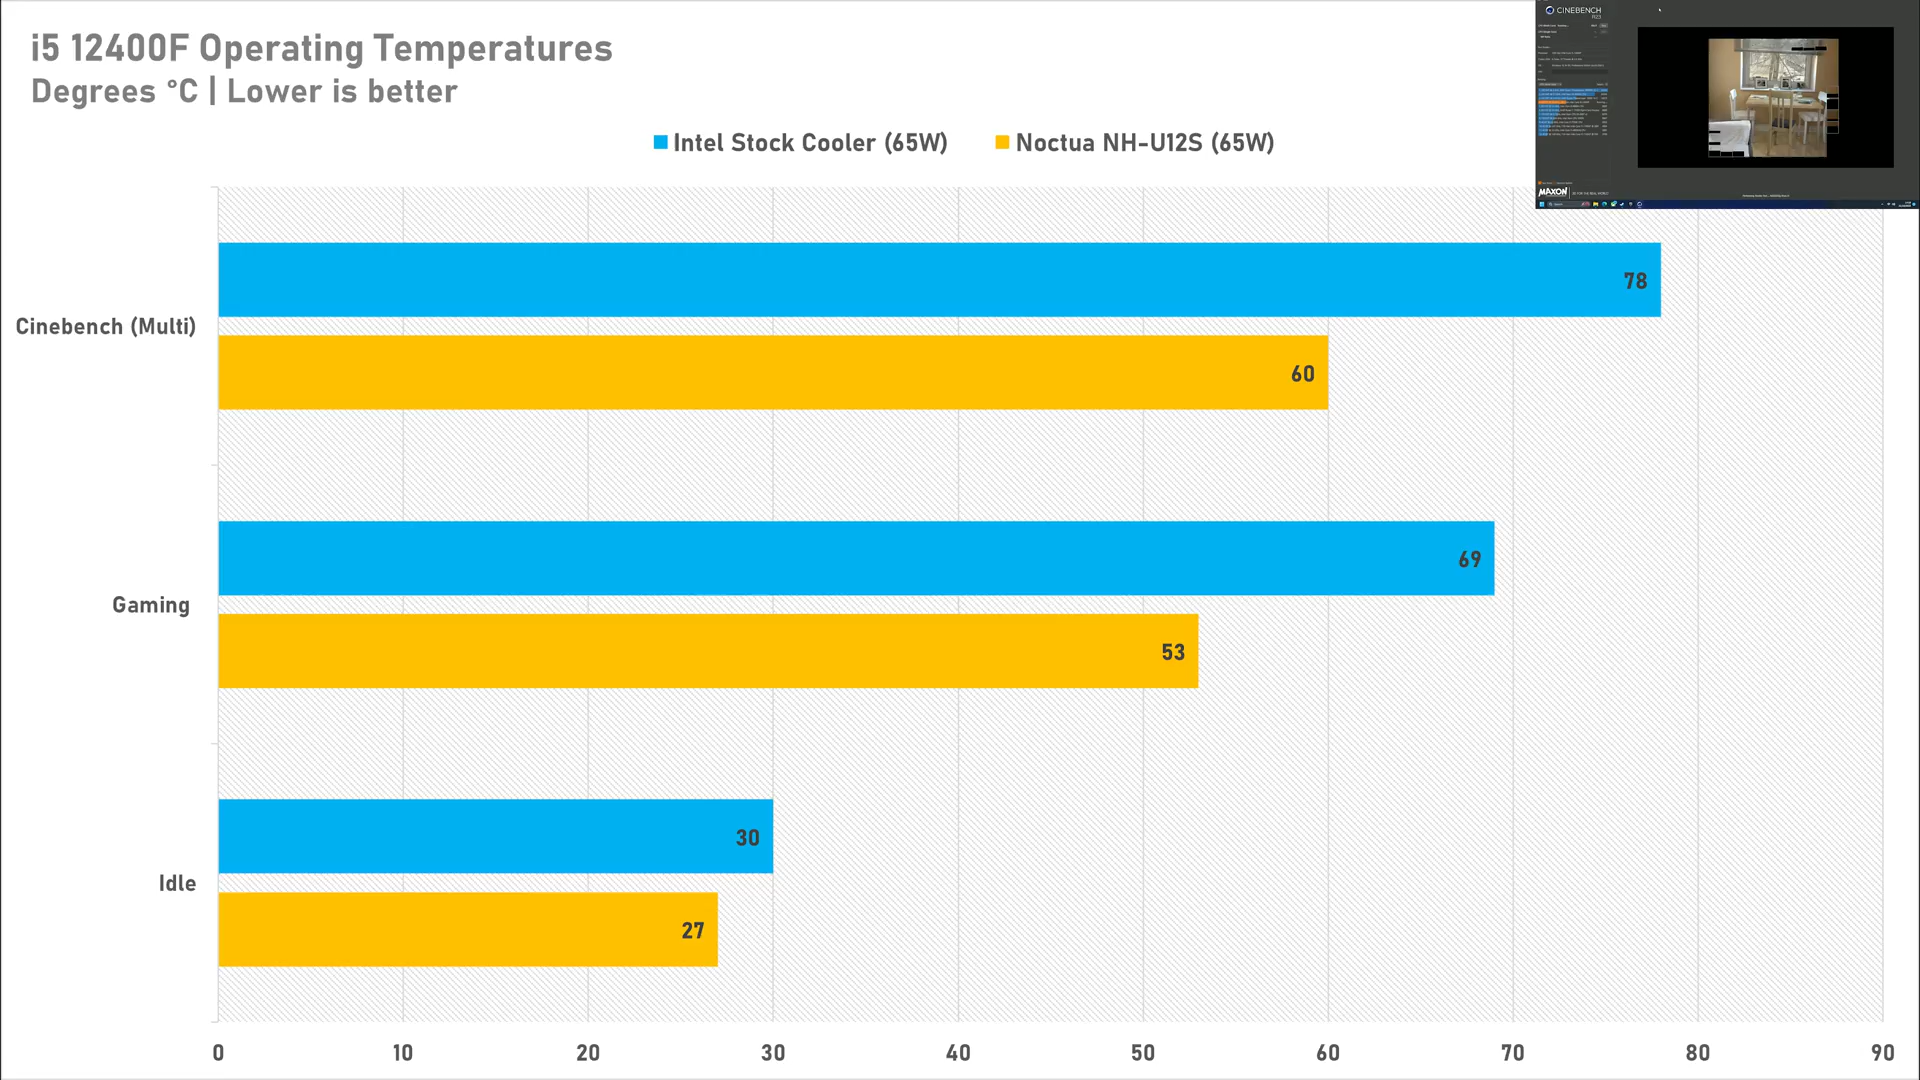 i5 12400F Operating Temperatures
Degrees °C | Lower is better
Intel Stock Cooler (65W)
Noctua NH-U12S (65W)
CINEBENCH
R23
MAXON
Cinebench (Multi)
78
60
Gaming
69
53
Idle
30
27
0 10 20 30 40 50 60 70 80 90